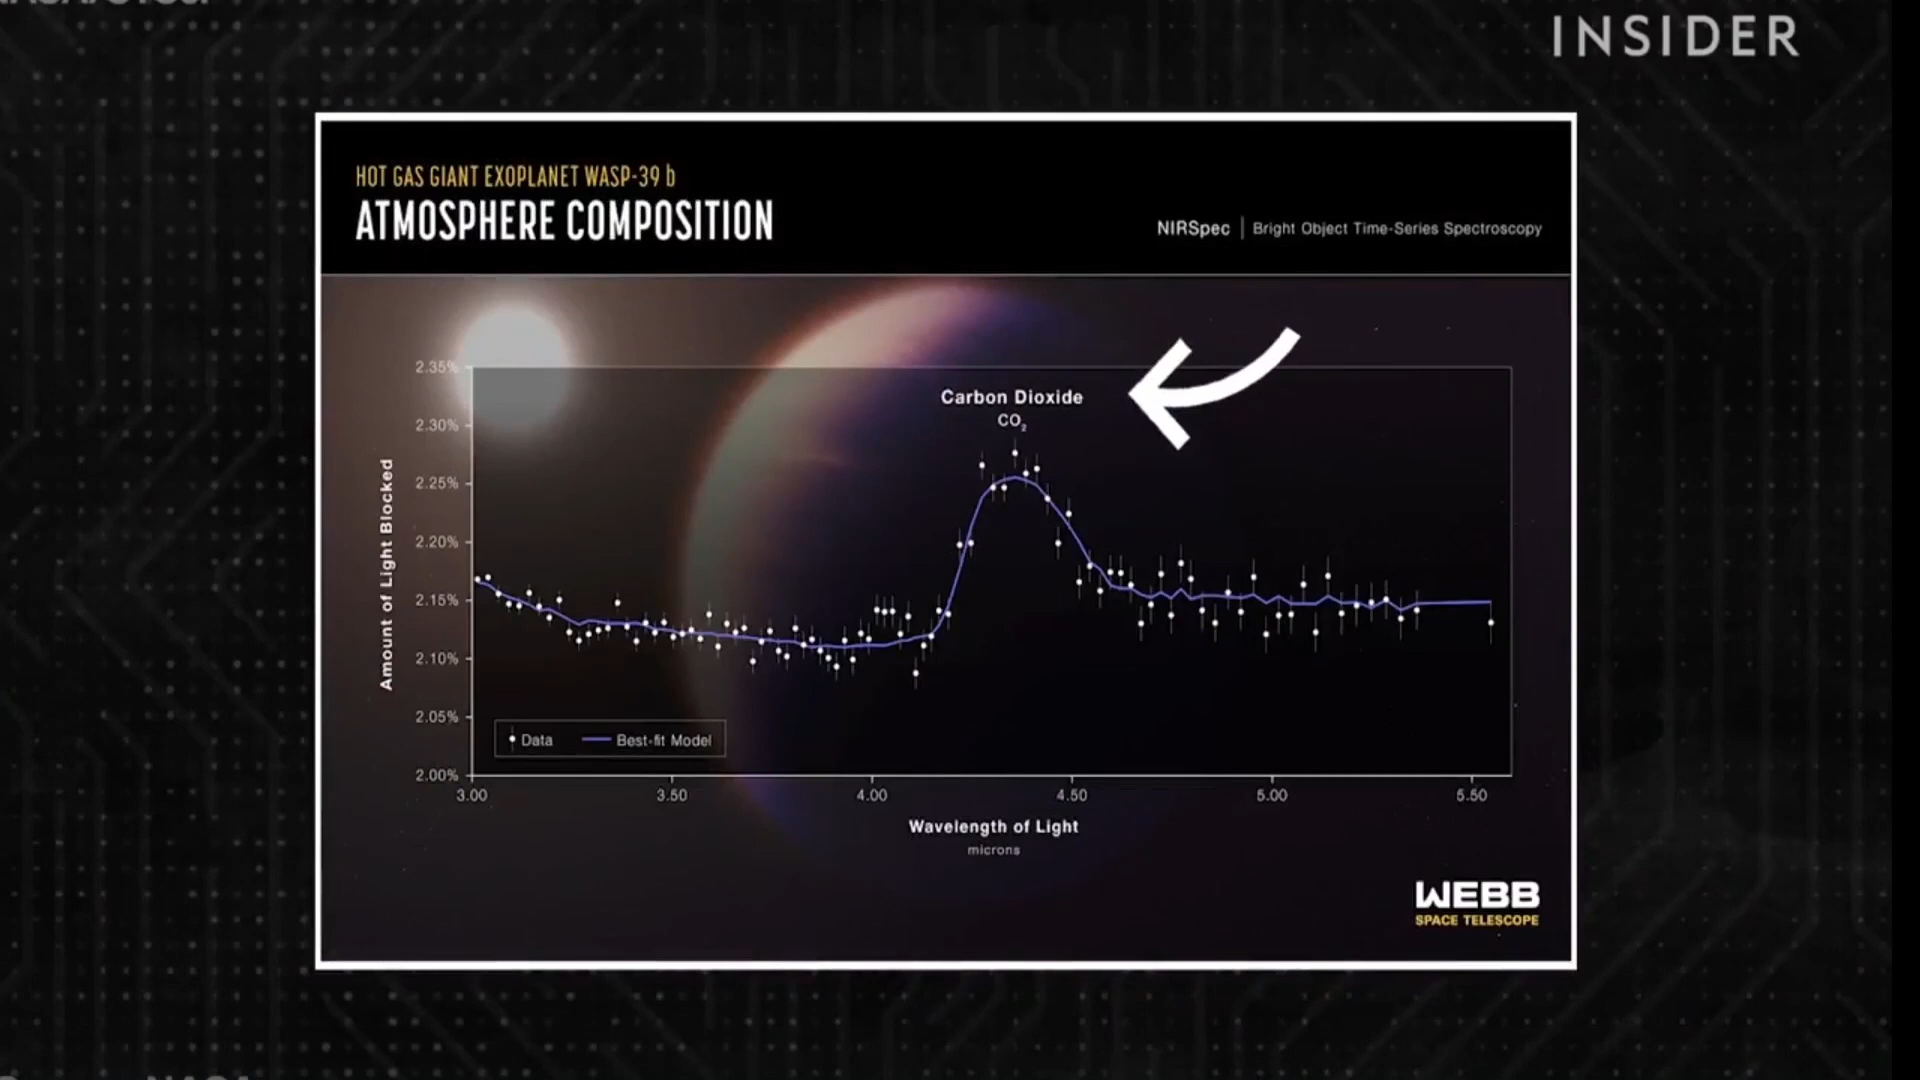 INSIDER
HOT GAS GIANT EXOPLANET WASP-39 b
ATMOSPHERE COMPOSITION
NIRSpec | Bright Object Time-Series Spectroscopy
Carbon Dioxide
CO₂
2.35%
2.30%
2.25%
2.20%
2.15%
2.10%
2.05%
2.00%
Amount of Light Blocked
Data Best-fit Model
3.00 3.50 4.00 4.50 5.00 5.50
Wavelength of Light
microns
WEBB
SPACE TELESCOPE